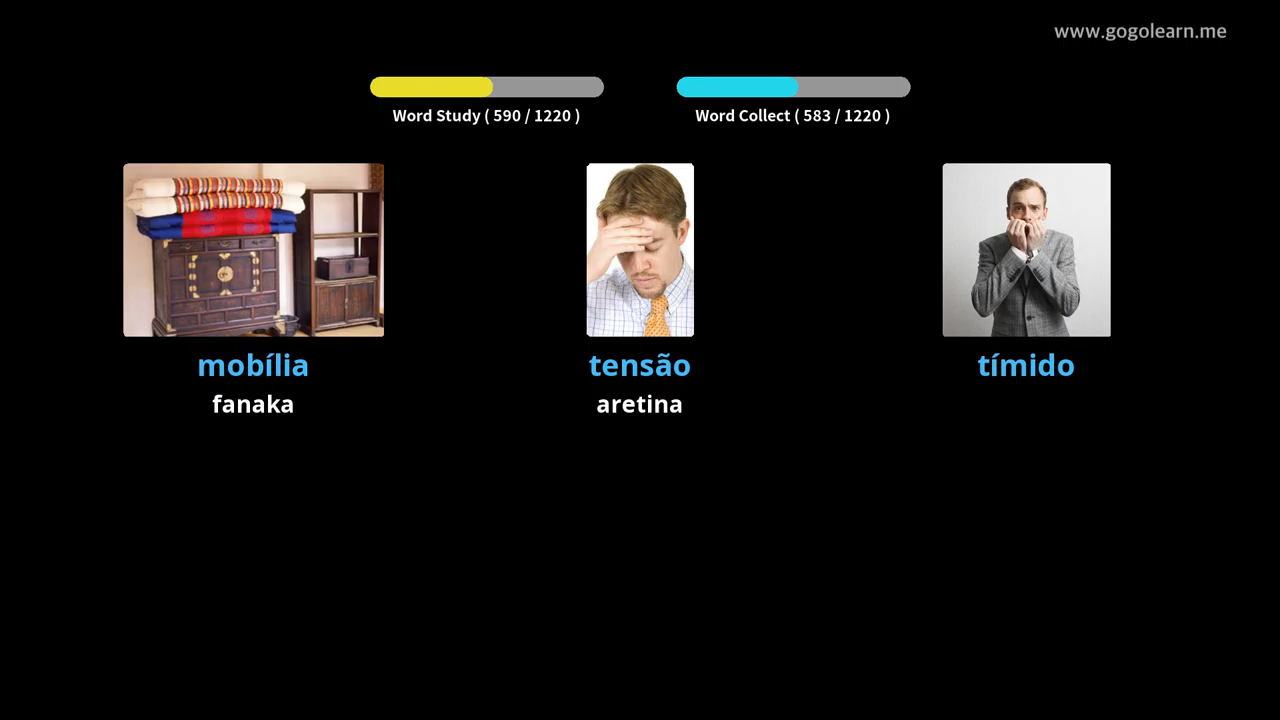 www.gogolearn.me
Word Study ( 590 / 1220 )
Word Collect ( 583 / 1220 )
mobília
fanaka
tensão
aretina
tímido